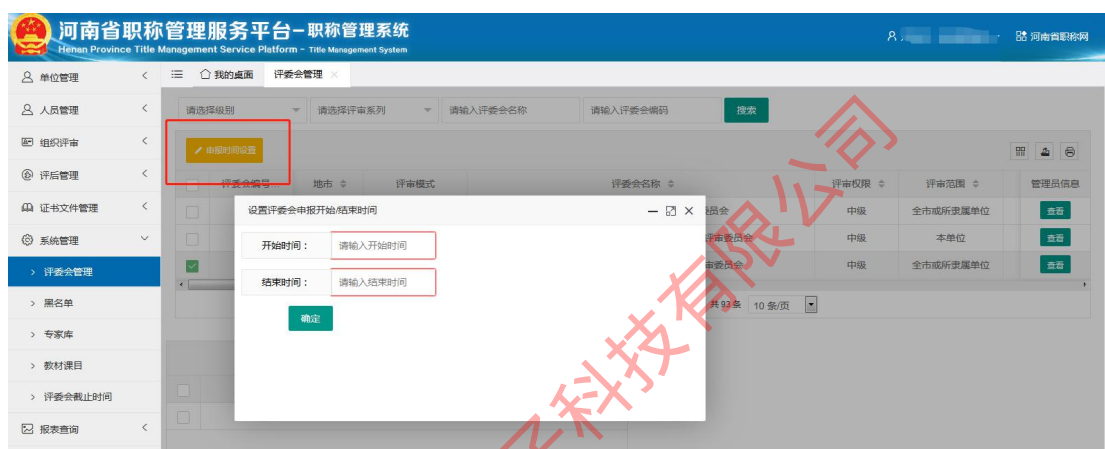 河南省职称管理服务平台-职称管理系统
Henan Province Title Management Service Platform - Title Management System
河南省职称网
单位管理
我的桌面 评委会管理
人员管理
请选择级别 请选择评审系列 请输入评委会名称 请输入评委会编码 搜索
组织评审
申报时间设置
评后管理
评委会编号 地市 评审模式 评委会名称 评审权限 评审范围 管理员信息
证书文件管理
设置评委会申报开始/结束时间
员会 中级 全市或所隶属单位 查看
系统管理
开始时间： 请输入开始时间
评审委员会 中级 本单位 查看
评委会管理
审委员会 中级 全市或所隶属单位 查看
结束时间： 请输入结束时间
黑名单
共93条 10 条/页
确定
专家库
教材课目
评委会截止时间
报表查询
子科技有限公司